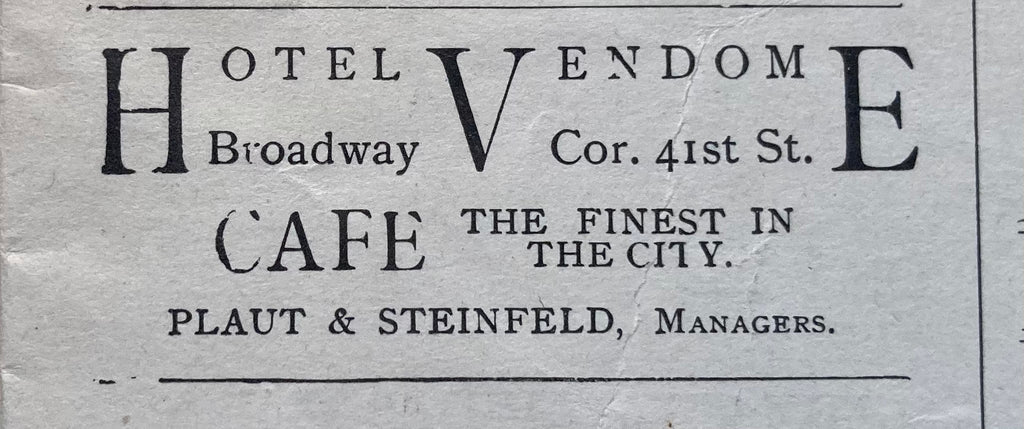 HOTEL VENDOME
Broadway Cor. 41st St.
CAFE THE FINEST IN
THE CITY.
PLAUT & STEINFELD, MANAGERS.